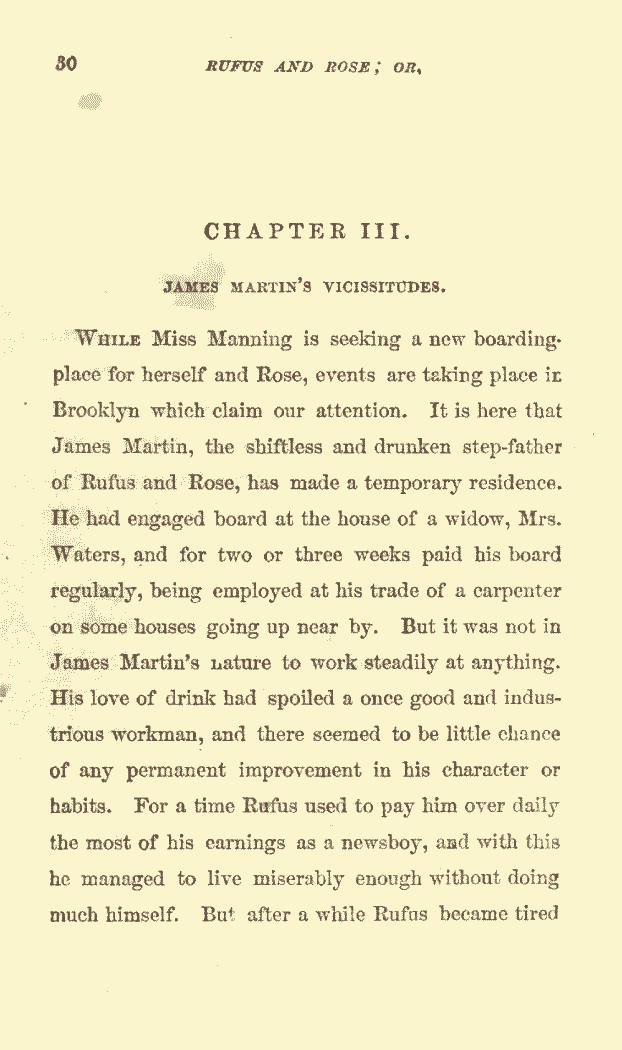 30 RUFUS AND ROSE; OR,
CHAPTER III.
JAMES MARTIN'S VICISSITUDES.
WHILE Miss Manning is seeking a new boarding-
place for herself and Rose, events are taking place in
Brooklyn which claim our attention. It is here that
James Martin, the shiftless and drunken step-father
of Rufus and Rose, has made a temporary residence.
He had engaged board at the house of a widow, Mrs.
Waters, and for two or three weeks paid his board
regularly, being employed at his trade of a carpenter
on some houses going up near by. But it was not in
James Martin's nature to work steadily at anything.
His love of drink had spoiled a once good and indus-
trious workman, and there seemed to be little chance
of any permanent improvement in his character or
habits. For a time Rufus used to pay him over daily
the most of his earnings as a newsboy, and with this
he managed to live miserably enough without doing
much himself. But after a while Rufus became tired